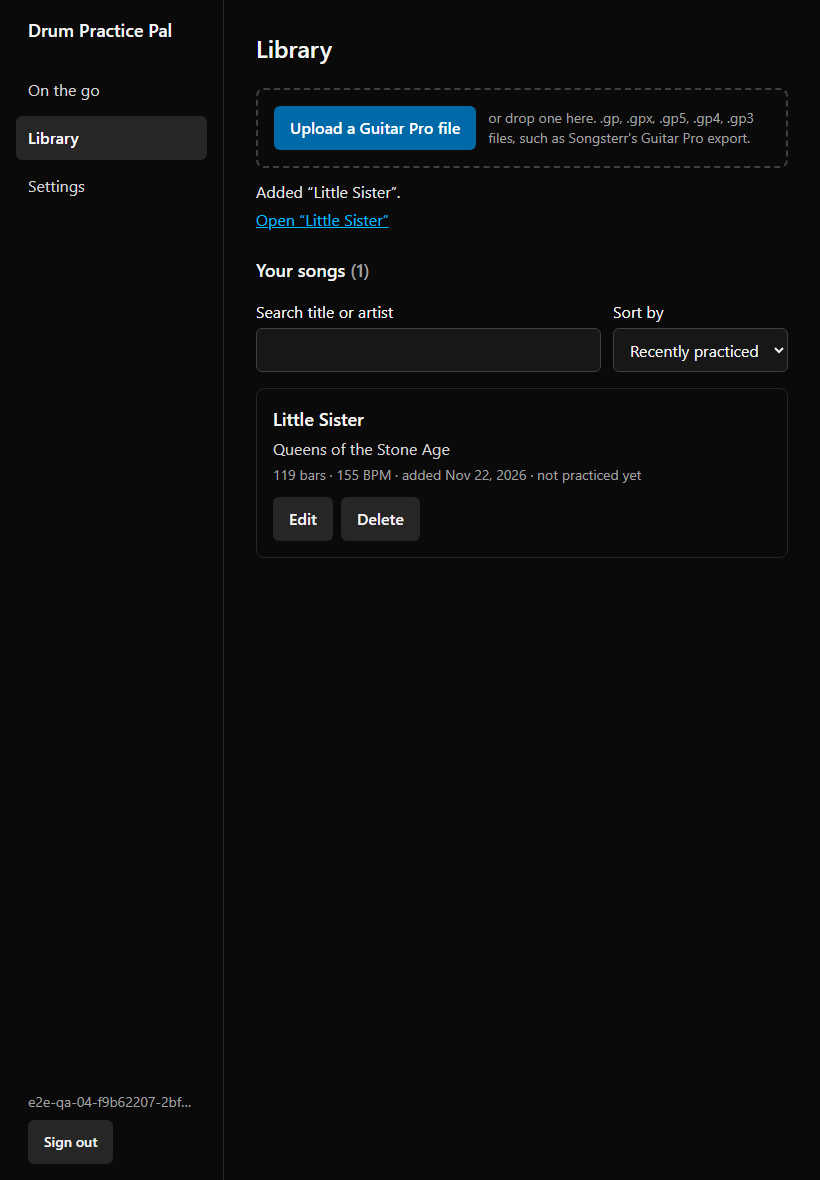 Drum Practice Pal
On the go
Library
Settings
e2e-qa-04-f9b62207-2bf...
Sign out
Library
Upload a Guitar Pro file
or drop one here. .gp, .gpx, .gp5, .gp4, .gp3
files, such as Songsterr's Guitar Pro export.
Added “Little Sister”.
Open “Little Sister”
Your songs (1)
Search title or artist
Sort by
Recently practiced
Little Sister
Queens of the Stone Age
119 bars · 155 BPM · added Nov 22, 2026 · not practiced yet
Edit
Delete